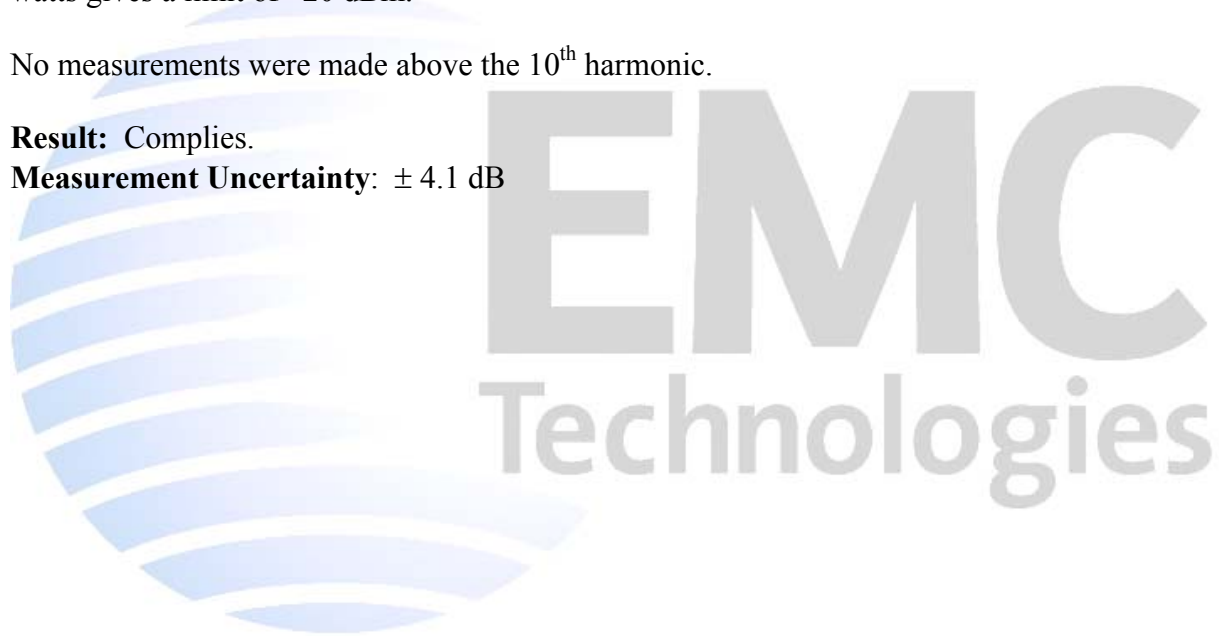 No measurements were made above the 10th harmonic.
Result: Complies.
Measurement Uncertainty: ± 4.1 dB
EMC
Technologies